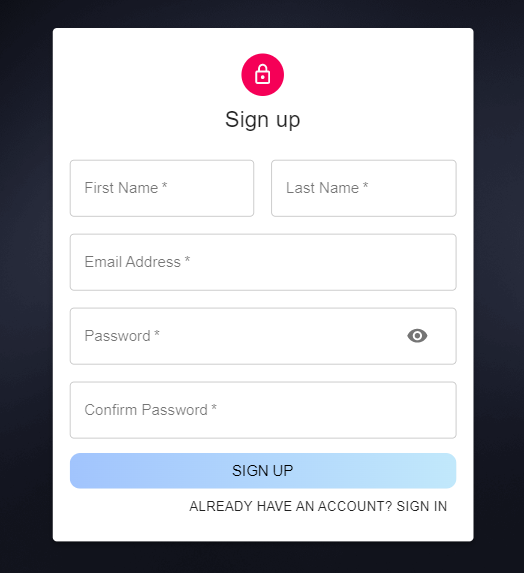 Sign up
First Name *
Last Name *
Email Address *
Password *
Confirm Password *
SIGN UP
ALREADY HAVE AN ACCOUNT? SIGN IN